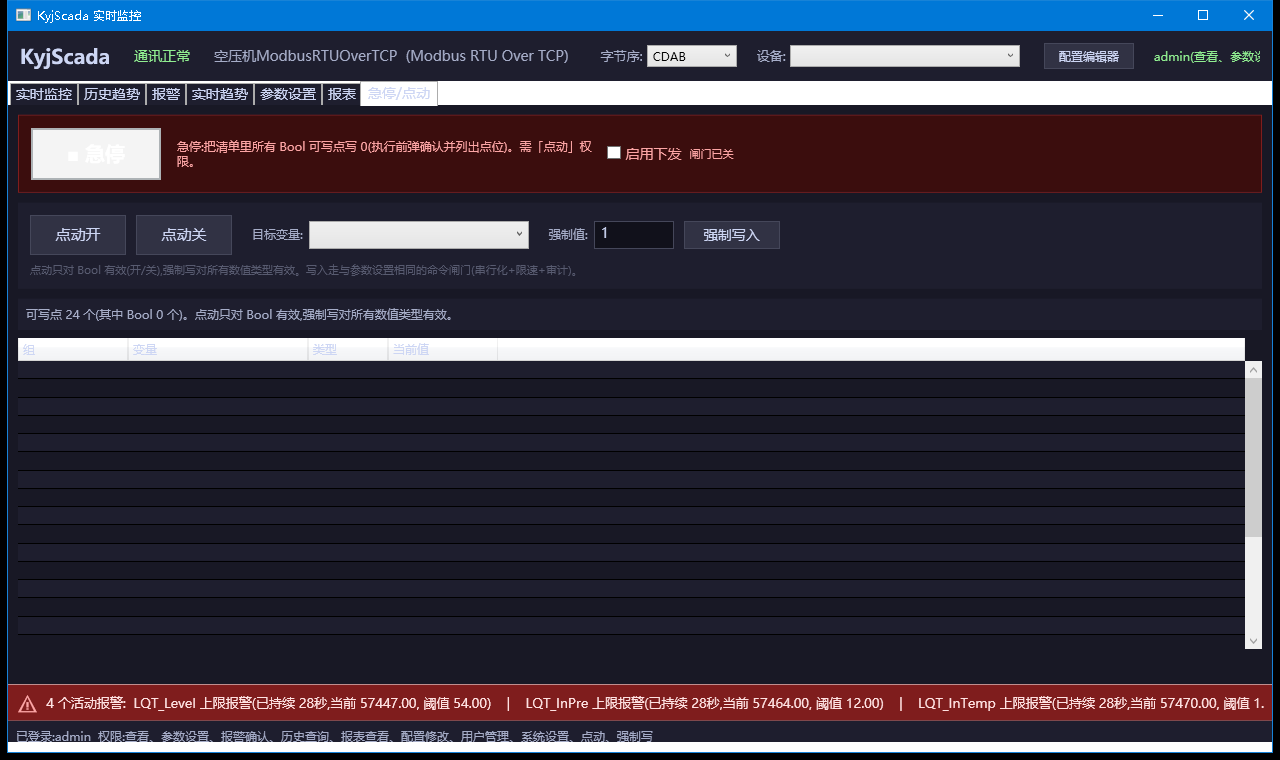 KyjScada 实时监控
KyjScada 通讯正常 空压机ModbusRTUOverTCP (Modbus RTU Over TCP) 字节序: CDAB 设备: 配置编辑器 admin(查看、参数设
实时监控 历史趋势 报警 实时趋势 参数设置 报表 急停/点动
■ 急停
急停:把清单里所有 Bool 可写点写 0(执行前弹确认并列出点位)。需「点动」权
限。
启用下发 闸门已关
点动开 点动关 目标变量: 强制值: 1 强制写入
点动只对 Bool 有效(开/关),强制写对所有数值类型有效。写入走与参数设置相同的命令闸门(串行化+限速+审计)。
可写点 24 个(其中 Bool 0 个)。点动只对 Bool 有效,强制写对所有数值类型有效。
组 变量 类型 当前值
4 个活动报警: LQT_Level 上限报警(已持续 28秒,当前 57447.00, 阈值 54.00) | LQT_InPre 上限报警(已持续 28秒,当前 57464.00, 阈值 12.00) | LQT_InTemp 上限报警(已持续 28秒,当前 57470.00, 阈值 1.
已登录:admin 权限:查看、参数设置、报警确认、历史查询、报表查看、配置修改、用户管理、系统设置、点动、强制写